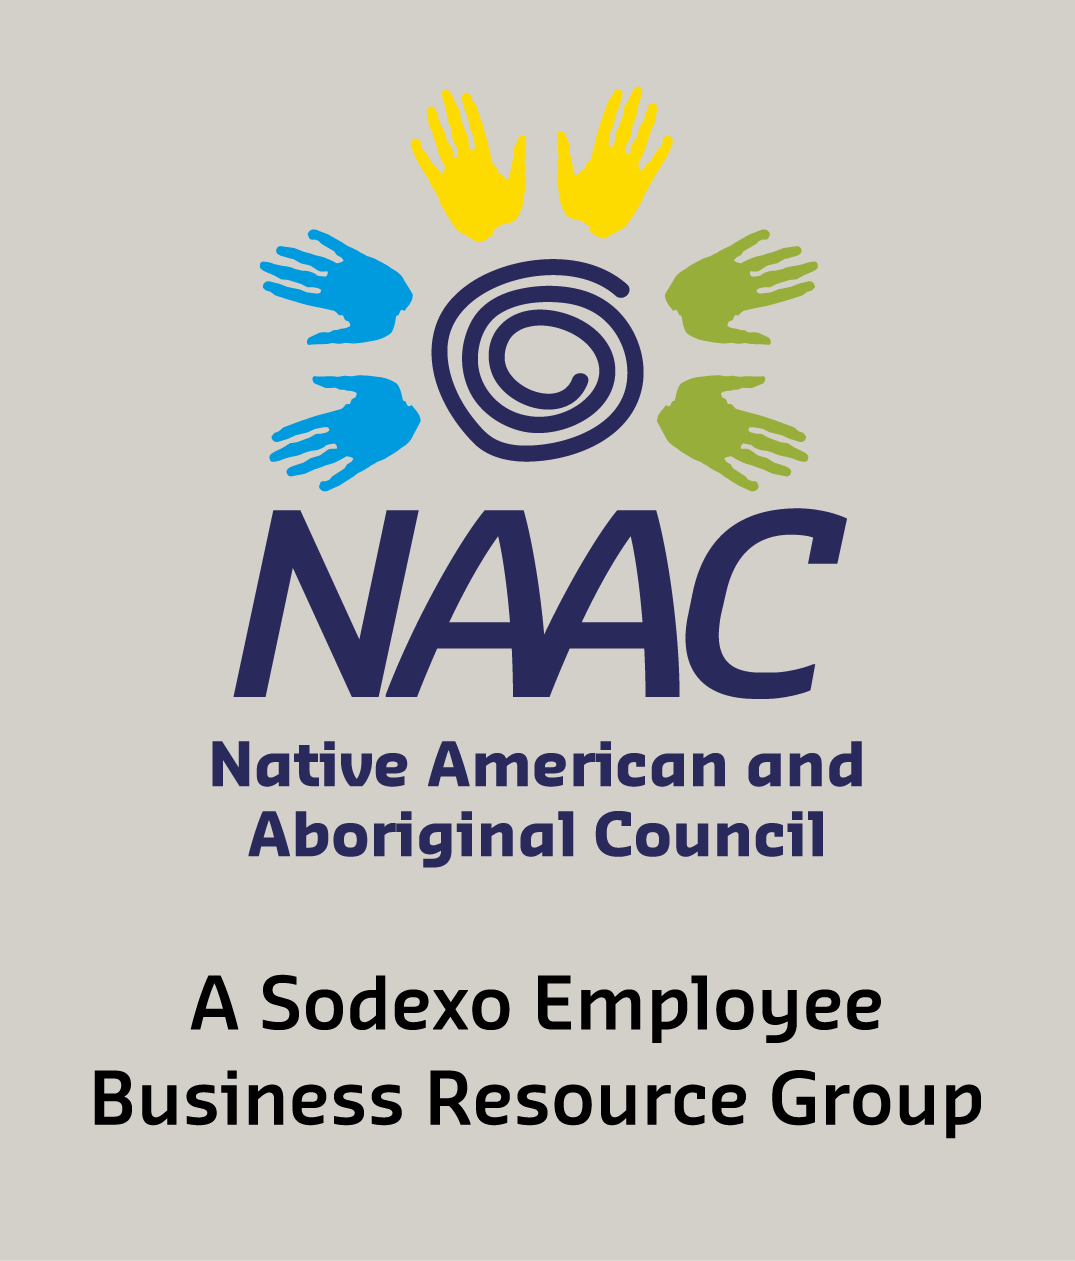 NAAC
Native American and
Aboriginal Council
A Sodexo Employee
Business Resource Group